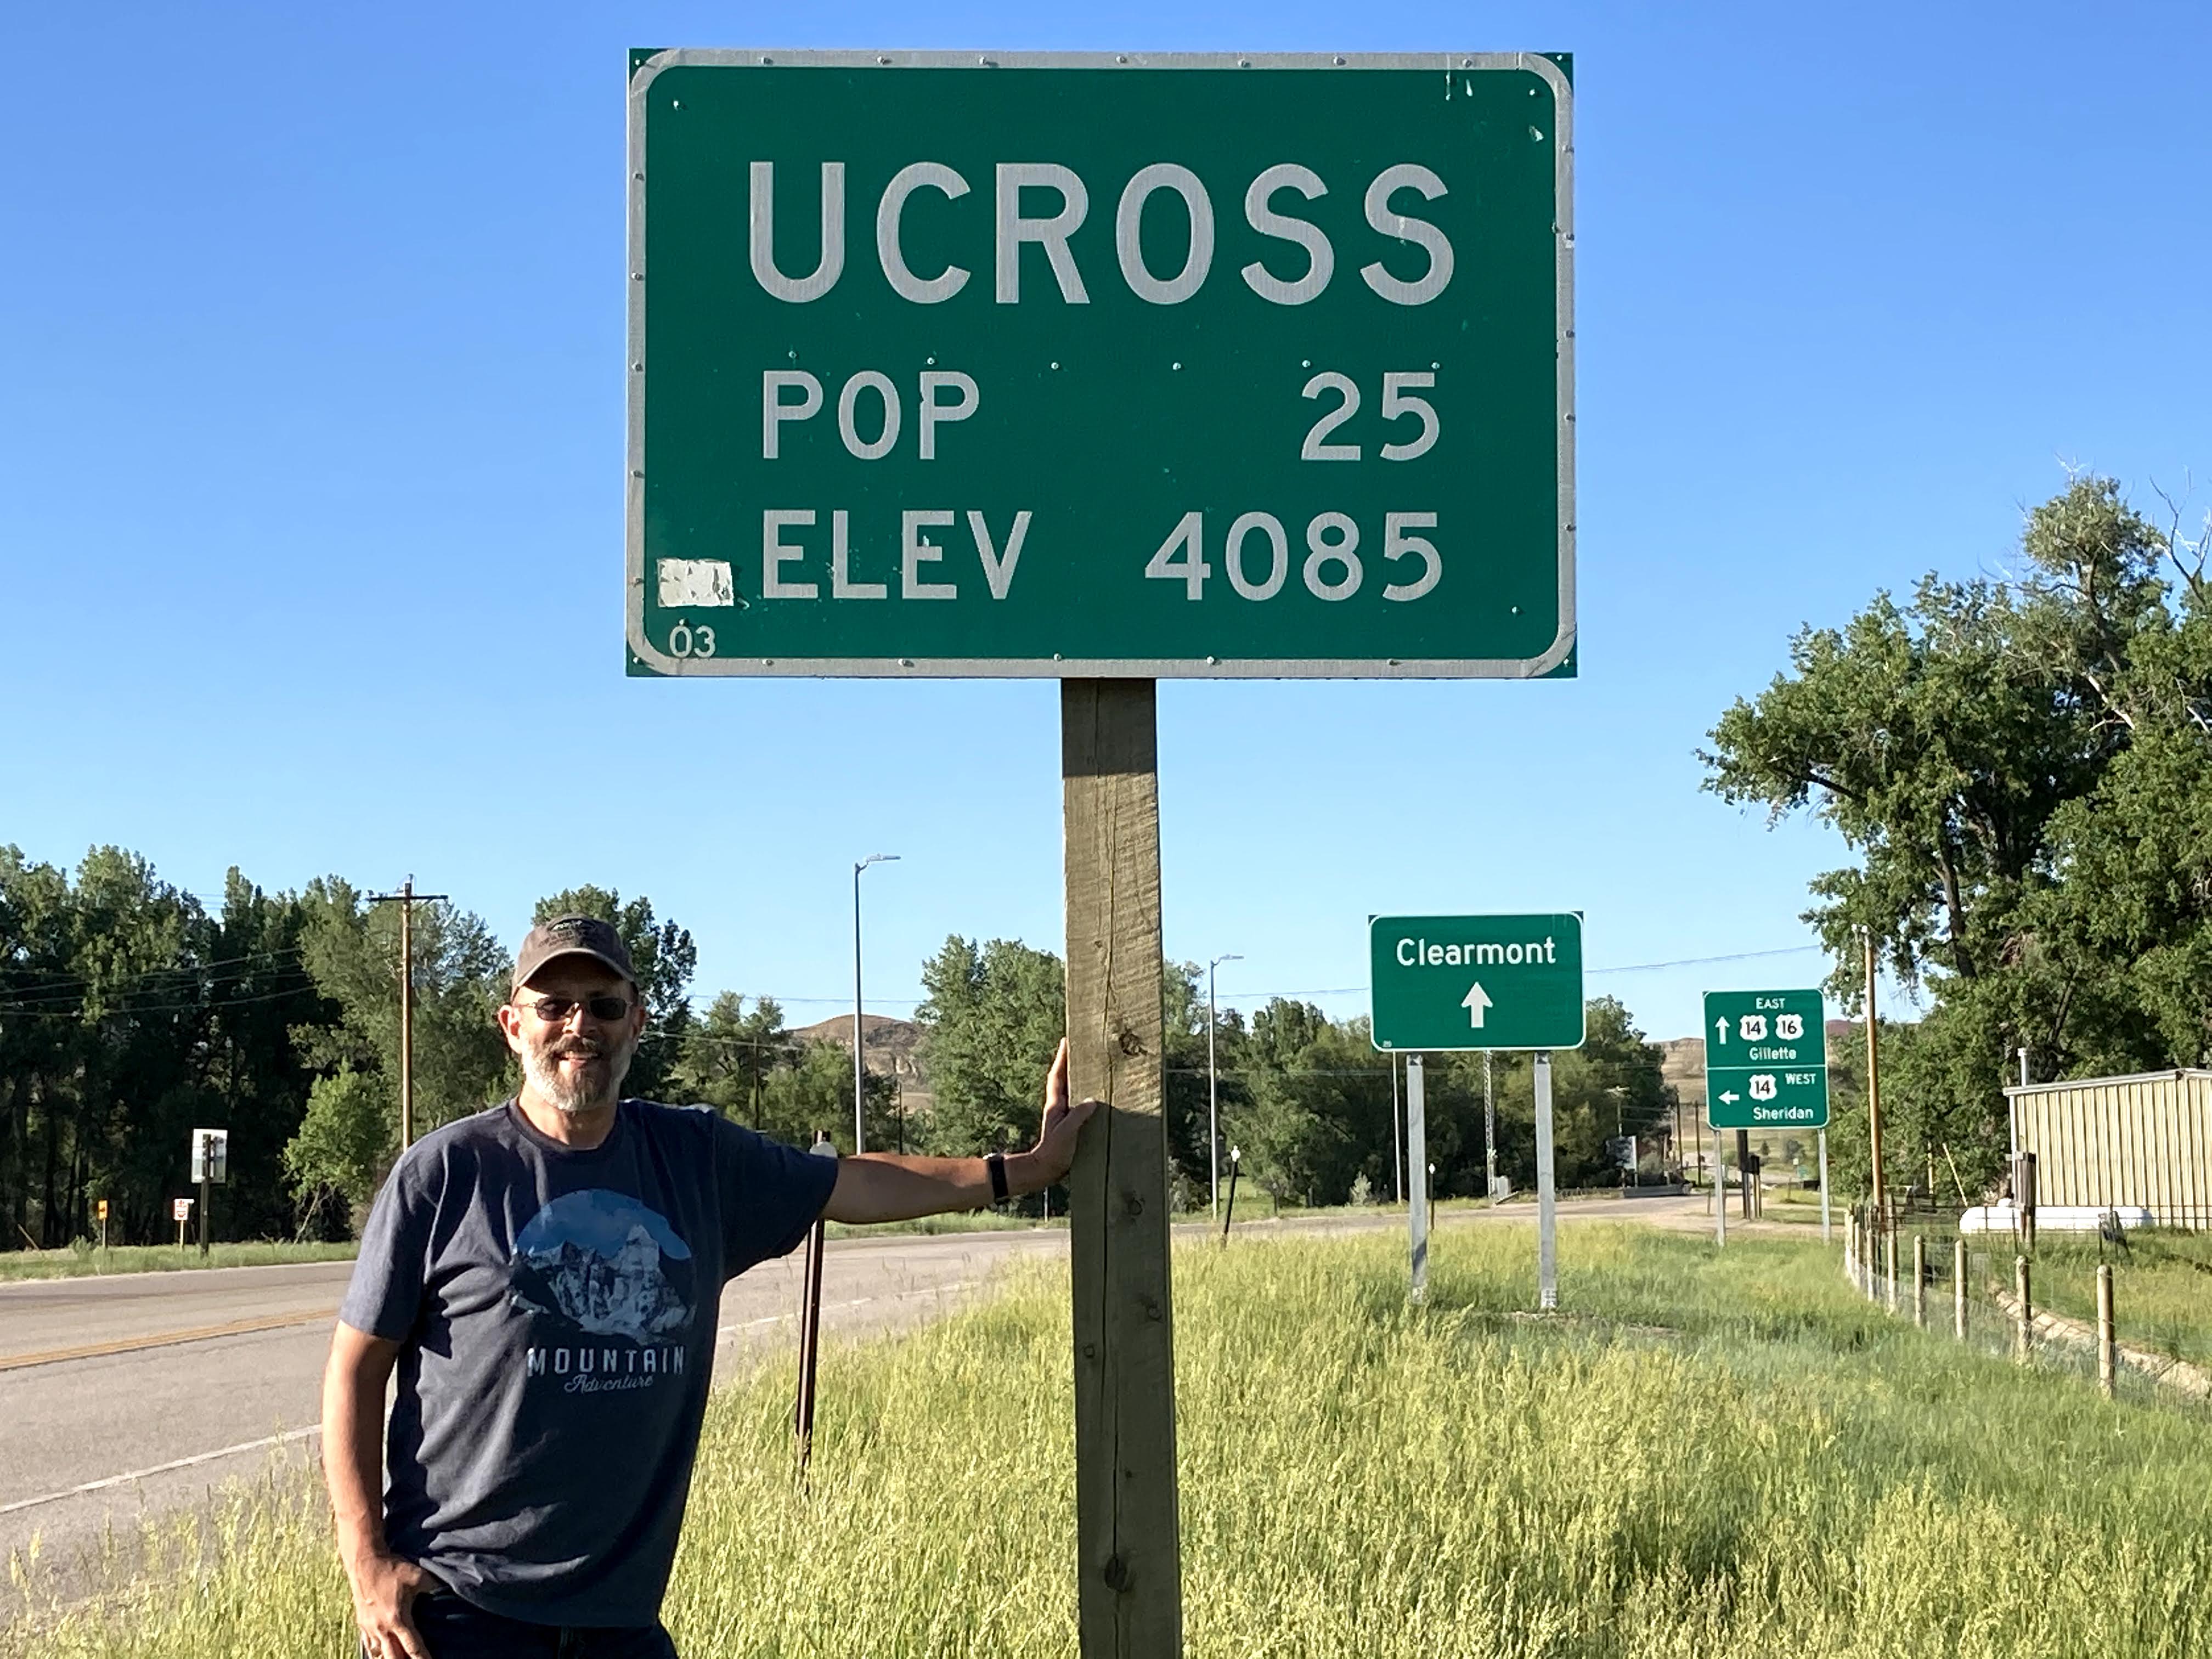 UCROSS
POP 25
ELEV 4085
03
Clearmont
EAST
14 16
Gillette
14 WEST
Sheridan
MOUNTAIN
Adventure